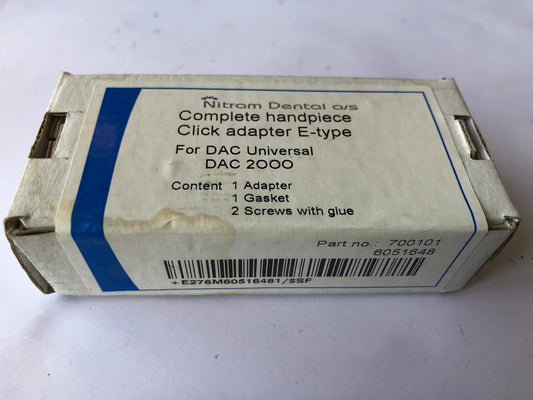 Nitram Dental a/s
Complete handpiece
Click adapter E-type
For DAC Universal
DAC 2000
Content 1 Adapter
1 Gasket
2 Screws with glue
Part no.: 700101
6051648
+E276M60516481/$SF